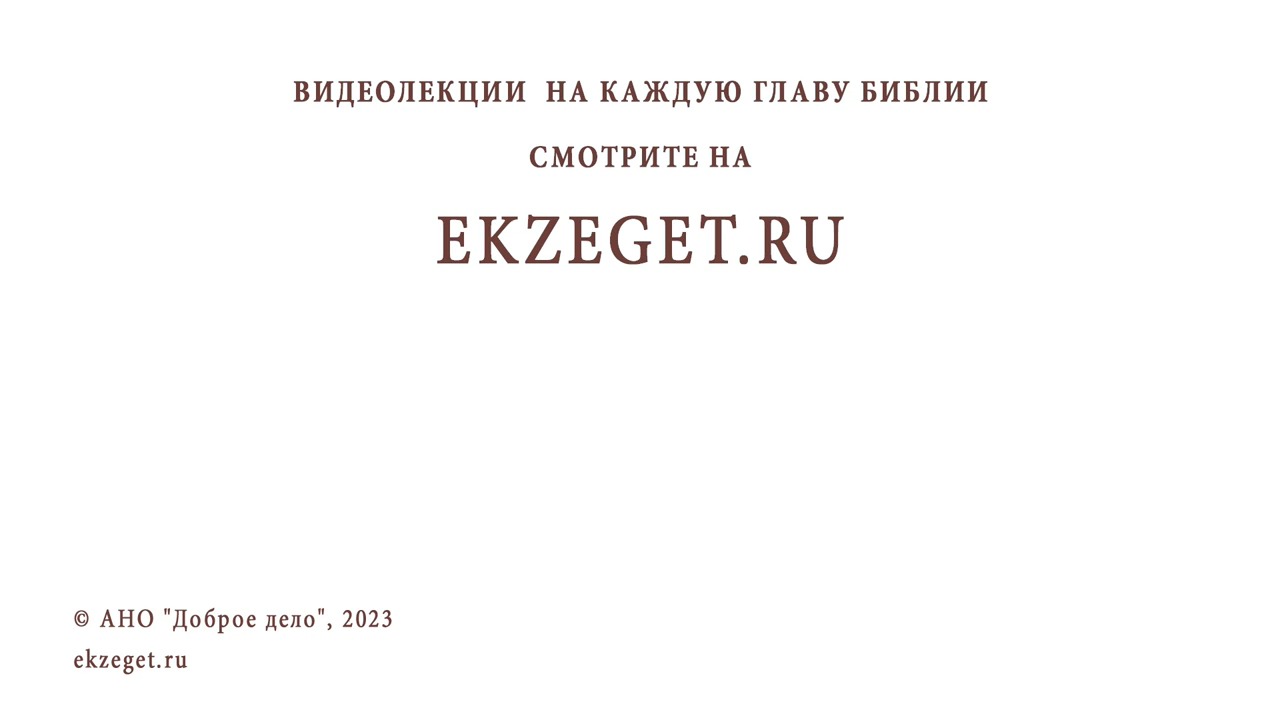 ВИДЕОЛЕКЦИИ НА КАЖДУЮ ГЛАВУ БИБЛИИ
СМОТРИТЕ НА
EKZEGET.RU
© АНО "Доброе дело", 2023
ekzeget.ru